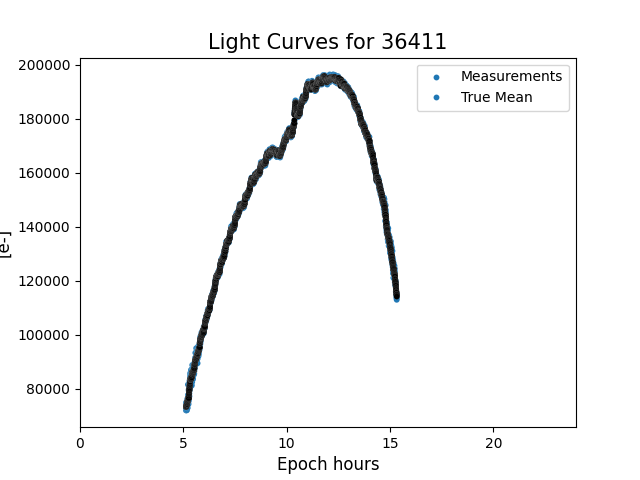 Light Curves for 36411
Measurements
True Mean
200000
180000
160000
140000
120000
100000
80000
[e-]
0 5 10 15 20
Epoch hours